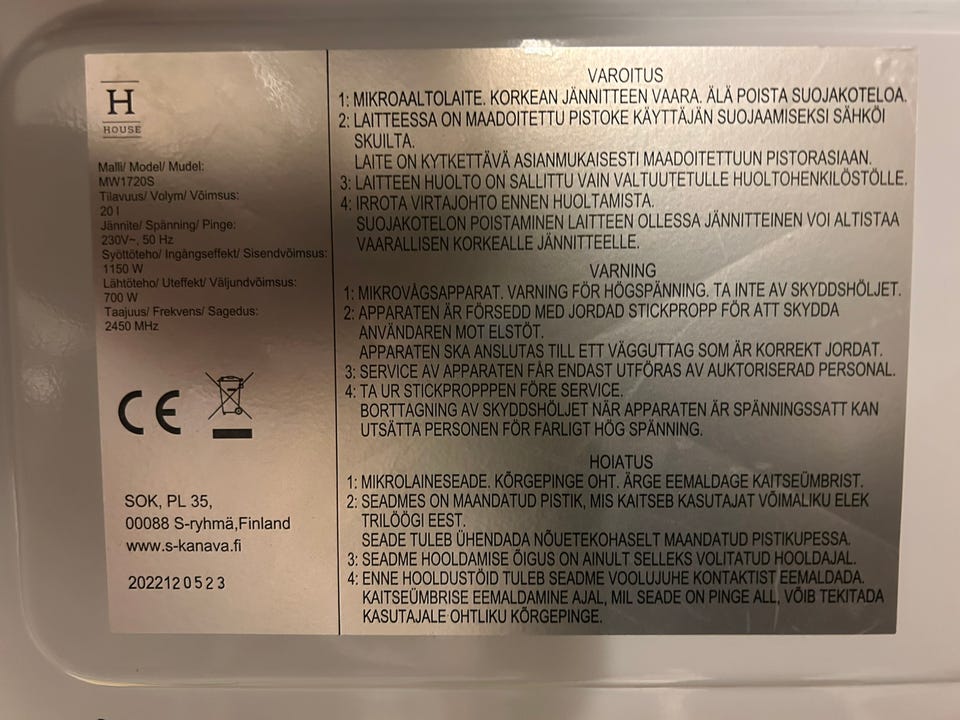 H
HOUSE
Malli/ Model/ Mudel:
MW1720S
Tilavuus/ Volym/ Võimsus:
20 l
Jännite/ Spänning/ Pinge:
230V~, 50 Hz
Syöttöteho/ Ingångseffekt/ Sisendvõimsus:
1150 W
Lähtöteho/ Uteffekt/ Väljundvõimsus:
700 W
Taajuus/ Frekvens/ Sagedus:
2450 MHz
CE
SOK, PL 35,
00088 S-ryhmä,Finland
www.s-kanava.fi
2022120523
VAROITUS
1: MIKROAALTOLAITE. KORKEAN JÄNNITTEEN VAARA. ÄLÄ POISTA SUOJAKOTELOA.
2: LAITTEESSA ON MAADOITETTU PISTOKE KÄYTTÄJÄN SUOJAAMISEKSI SÄHKÖI
SKUILTA.
LAITE ON KYTKETTÄVÄ ASIANMUKAISESTI MAADOITETTUUN PISTORASIAAN.
3: LAITTEEN HUOLTO ON SALLITTU VAIN VALTUUTETULLE HUOLTOHENKILÖSTÖLLE.
4: IRROTA VIRTAJOHTO ENNEN HUOLTAMISTA.
SUOJAKOTELON POISTAMINEN LAITTEEN OLLESSA JÄNNITTEINEN VOI ALTISTAA
VAARALLISEN KORKEALLE JÄNNITTEELLE.
VARNING
1: MIKROVÅGSAPPARAT. VARNING FÖR HÖGSPÄNNING. TA INTE AV SKYDDSHÖLJET.
2: APPARATEN ÄR FÖRSEDD MED JORDAD STICKPROPP FÖR ATT SKYDDA
ANVÄNDAREN MOT ELSTÖT.
APPARATEN SKA ANSLUTAS TILL ETT VÄGGUTTAG SOM ÄR KORREKT JORDAT.
3: SERVICE AV APPARATEN FÅR ENDAST UTFÖRAS AV AUKTORISERAD PERSONAL.
4: TA UR STICKPROPPPEN FÖRE SERVICE.
BORTTAGNING AV SKYDDSHÖLJET NÄR APPARATEN ÄR SPÄNNINGSSATT KAN
UTSÄTTA PERSONEN FÖR FARLIGT HÖG SPÄNNING.
HOIATUS
1: MIKROLAINESEADE. KÕRGEPINGE OHT. ÄRGE EEMALDAGE KAITSEÜMBRIST.
2: SEADMES ON MAANDATUD PISTIK, MIS KAITSEB KASUTAJAT VÕIMALIKU ELEK
TRILÖÖGI EEST.
SEADE TULEB ÜHENDADA NÕUETEKOHASELT MAANDATUD PISTIKUPESSA.
3: SEADME HOOLDAMISE ÕIGUS ON AINULT SELLEKS VOLITATUD HOOLDAJAL.
4: ENNE HOOLDUSTÖID TULEB SEADME VOOLUJUHE KONTAKTIST EEMALDADA.
KAITSEÜMBRISE EEMALDAMINE AJAL, MIL SEADE ON PINGE ALL, VÕIB TEKITADA
KASUTAJALE OHTLIKU KÕRGEPINGE.